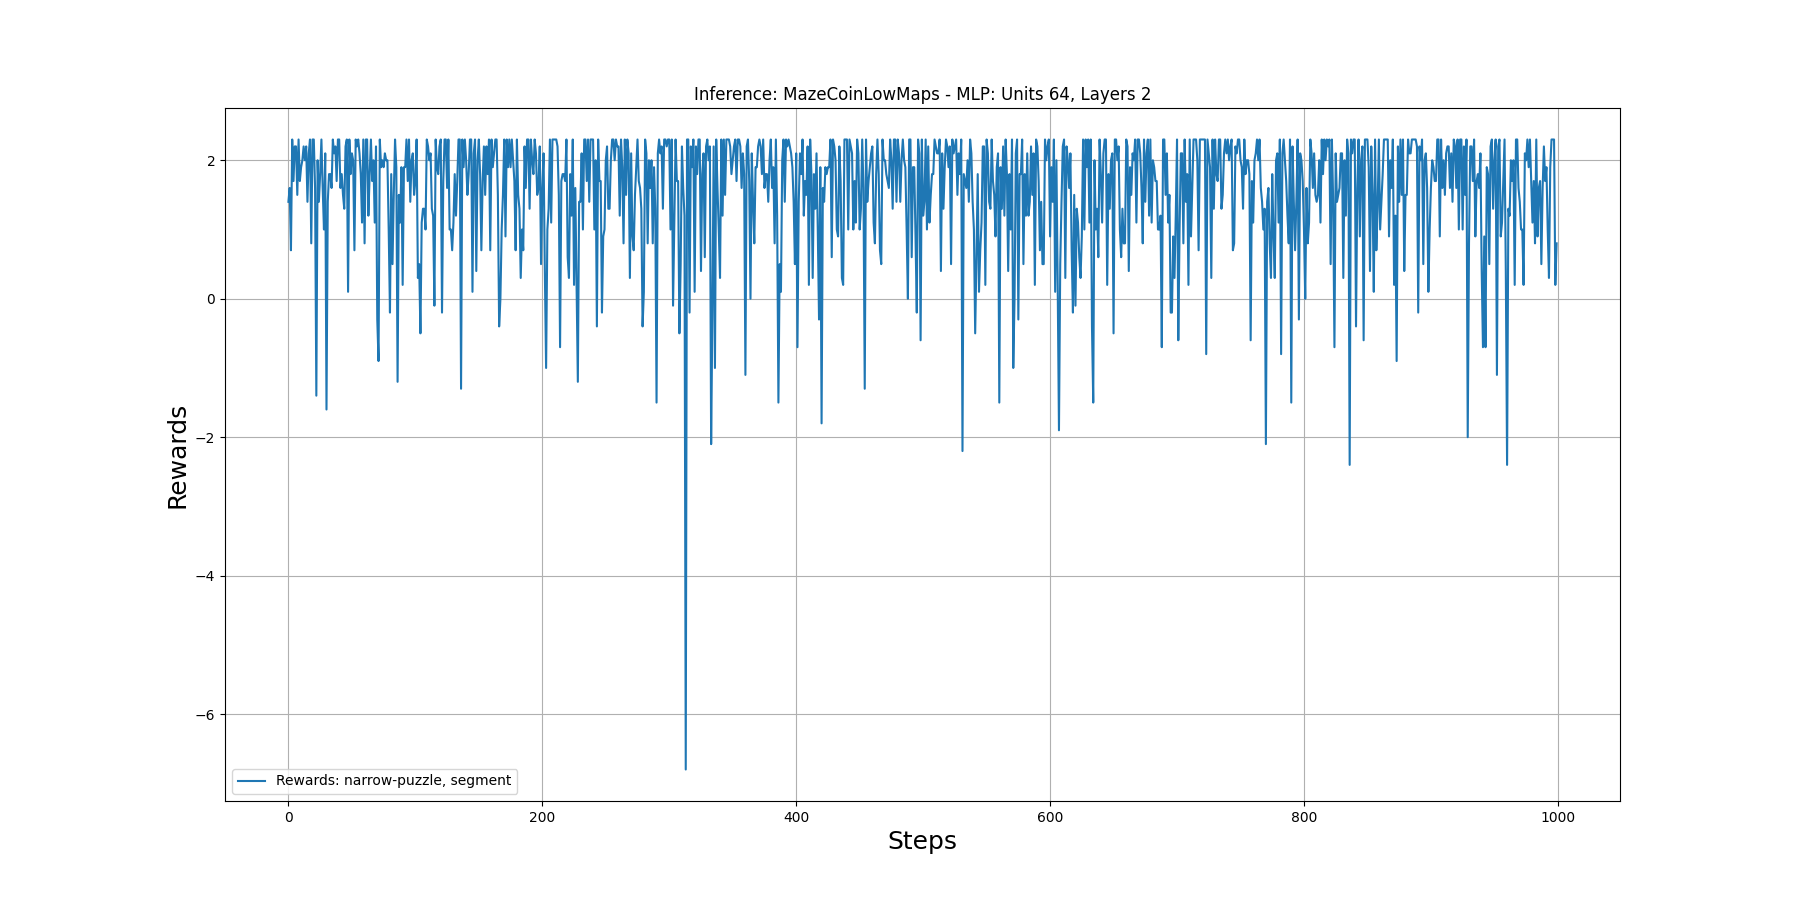 Inference: MazeCoinLowMaps - MLP: Units 64, Layers 2
2
0
−2
−4
−6
Rewards
Rewards: narrow-puzzle, segment
0 200 400 600 800 1000
Steps